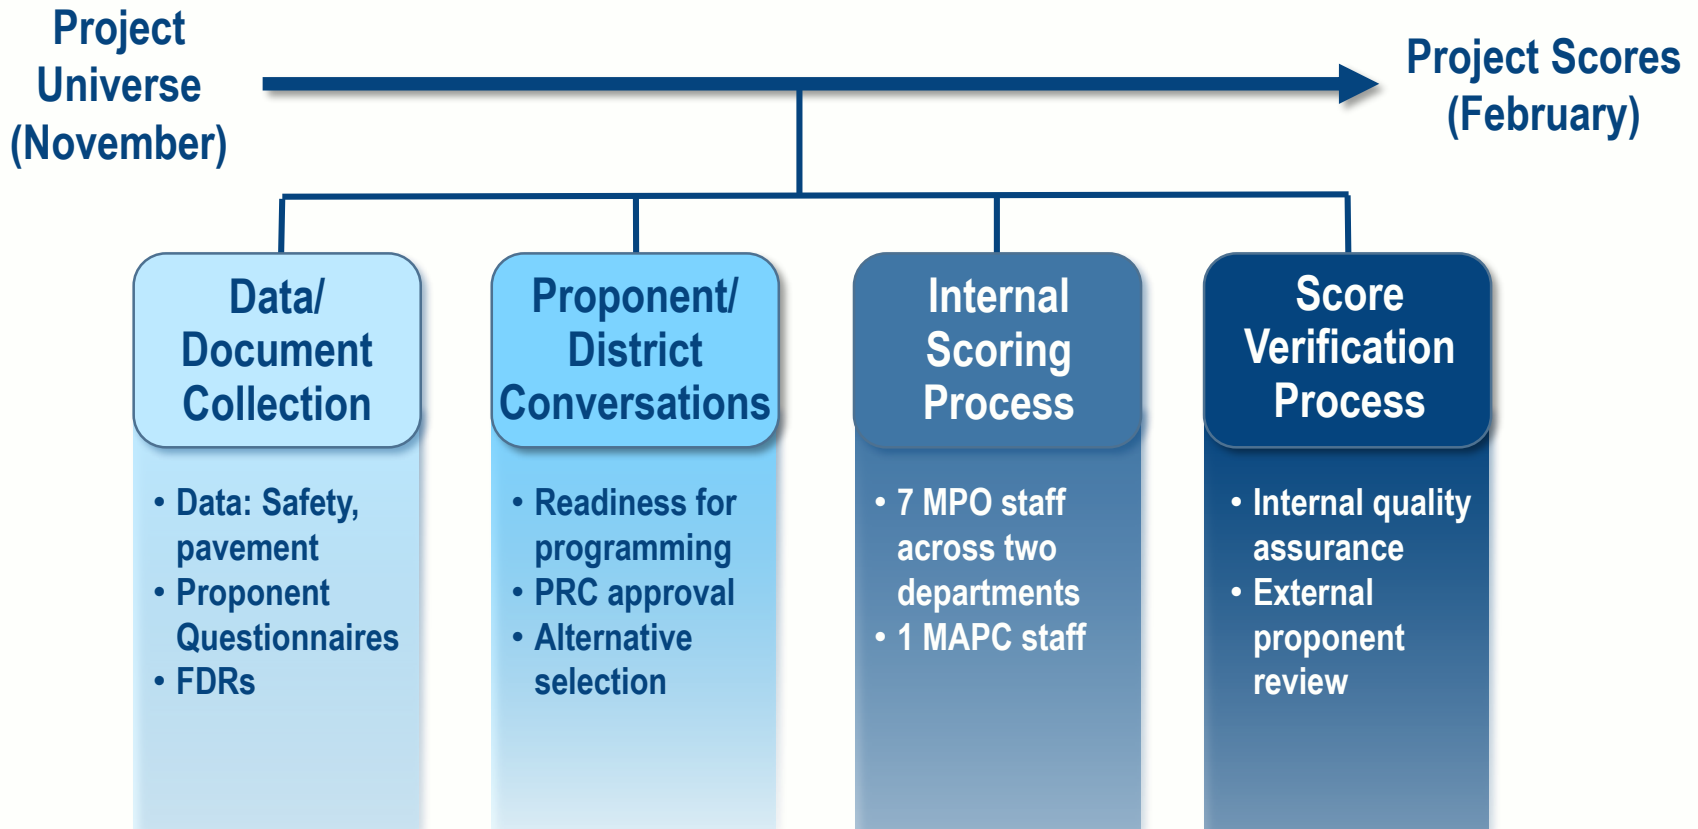 Project
Universe
(November)
Project Scores
(February)
Data/
Document
Collection
• Data: Safety,
pavement
• Proponent
Questionnaires
• FDRs
Proponent/
District
Conversations
• Readiness for
programming
• PRC approval
• Alternative
selection
Internal
Scoring
Process
• 7 MPO staff
across two
departments
• 1 MAPC staff
Score
Verification
Process
• Internal quality
assurance
• External
proponent
review